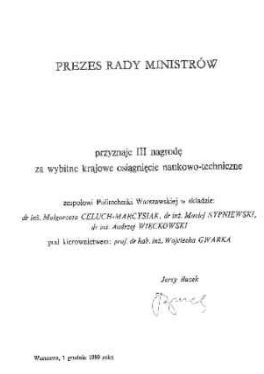 PREZES RADY MINISTRÓW
przyznaje III nagrodę
za wybitne krajowe osiągnięcie naukowo-techniczne
zespołowi Politechniki Warszawskiej w składzie:
dr inż. Małgorzata CELUCH-MARCYSIAK, dr inż. Maciej SYPNIEWSKI,
dr inż. Andrzej WIĘCKOWSKI
pod kierownictwem: prof. dr hab. inż. Wojciecha GWARKA
Jerzy Buzek
Warszawa, 1 grudnia